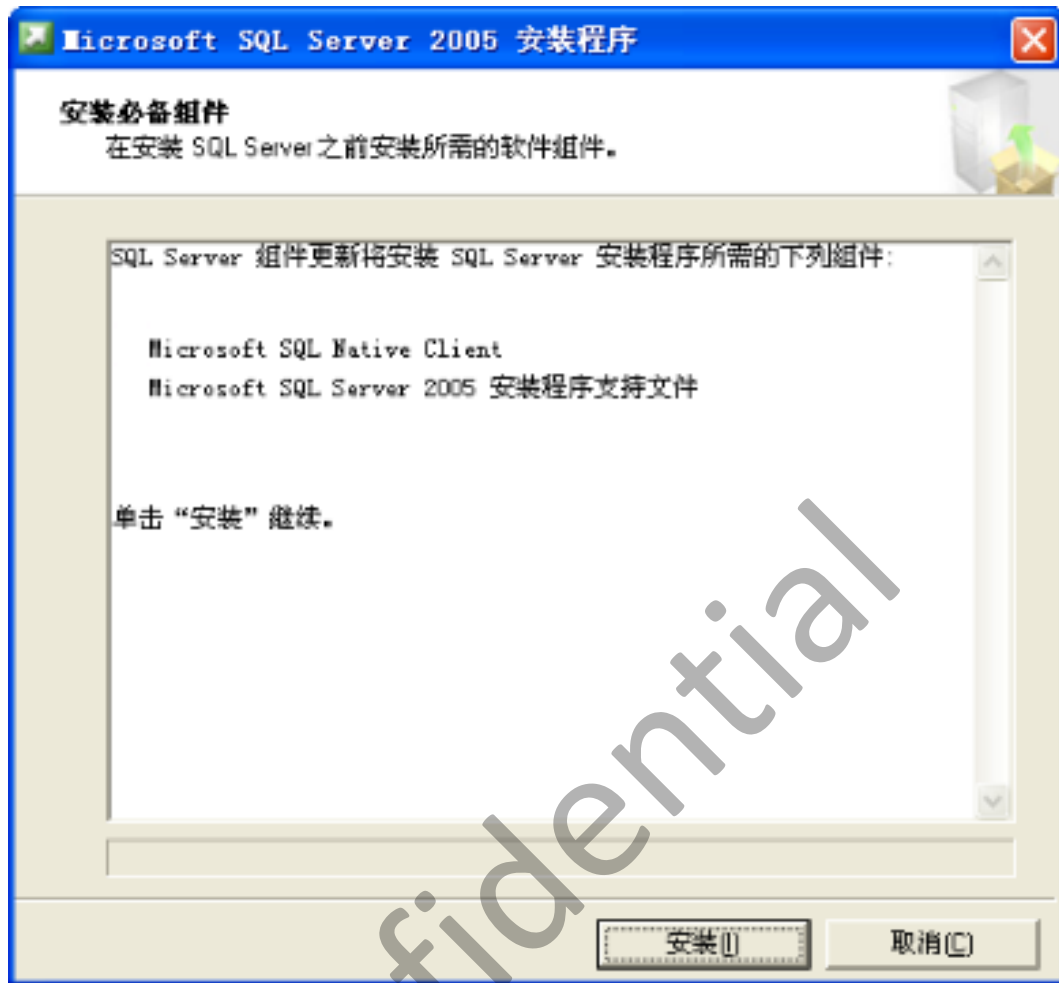 Microsoft SQL Server 2005 安装程序
安装必备组件
在安装 SQL Server 之前安装所需的软件组件。
SQL Server 组件更新将安装 SQL Server 安装程序所需的下列组件:
Microsoft SQL Native Client
Microsoft SQL Server 2005 安装程序支持文件
单击“安装”继续。
安装(I)
取消(C)
fidential